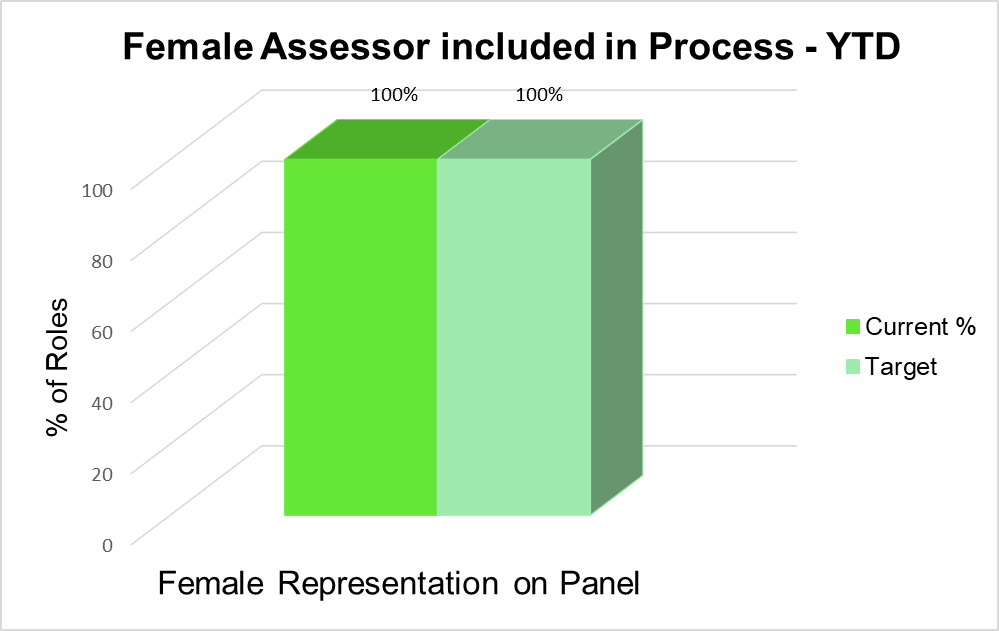 Female Assessor included in Process - YTD
100% 100%
100
80
60
40
20
0
% of Roles
Current %
Target
Female Representation on Panel